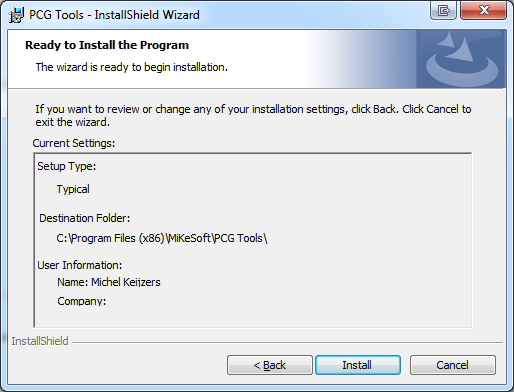 PCG Tools - InstallShield Wizard
Ready to Install the Program
The wizard is ready to begin installation.
If you want to review or change any of your installation settings, click Back. Click Cancel to
exit the wizard.
Current Settings:
Setup Type:
Typical
Destination Folder:
C:\Program Files (x86)\MiKeSoft\PCG Tools\
User Information:
Name: Michel Keijzers
Company:
InstallShield
< Back
Install
Cancel